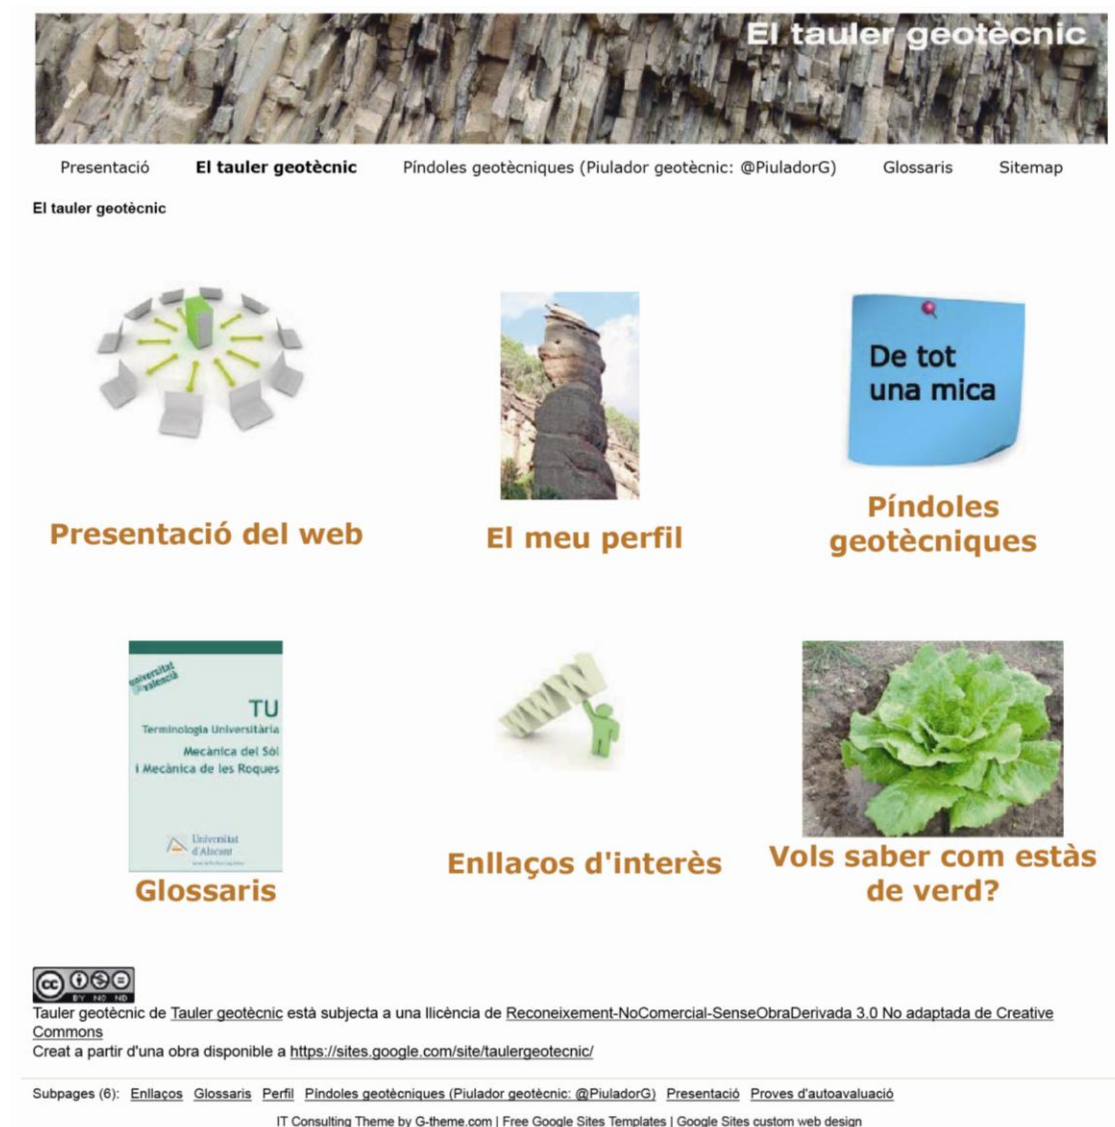 El tauler geotècnic
Presentació El tauler geotècnic Píndoles geotècniques (Piulador geotècnic: @PiuladorG) Glossaris Sitemap
El tauler geotècnic
De tot
una mica
Presentació del web
El meu perfil
Píndoles
geotècniques
universitat
València
TU
Terminologia Universitària
Mecànica del Sòl
i Mecànica de les Roques
Universitat
d'Alacant
WWW
Glossaris
Enllaços d'interès
Vols saber com estàs
de verd?
cc
BY NC ND
Tauler geotècnic de Tauler geotècnic està subjecta a una llicència de Reconeixement-NoComercial-SenseObraDerivada 3.0 No adaptada de Creative
Commons
Creat a partir d'una obra disponible a https://sites.google.com/site/taulergeotecnic/
Subpages (6): Enllaços Glossaris Perfil Píndoles geotècniques (Piulador geotècnic: @PiuladorG) Presentació Proves d'autoavaluació
IT Consulting Theme by G-theme.com | Free Google Sites Templates | Google Sites custom web design